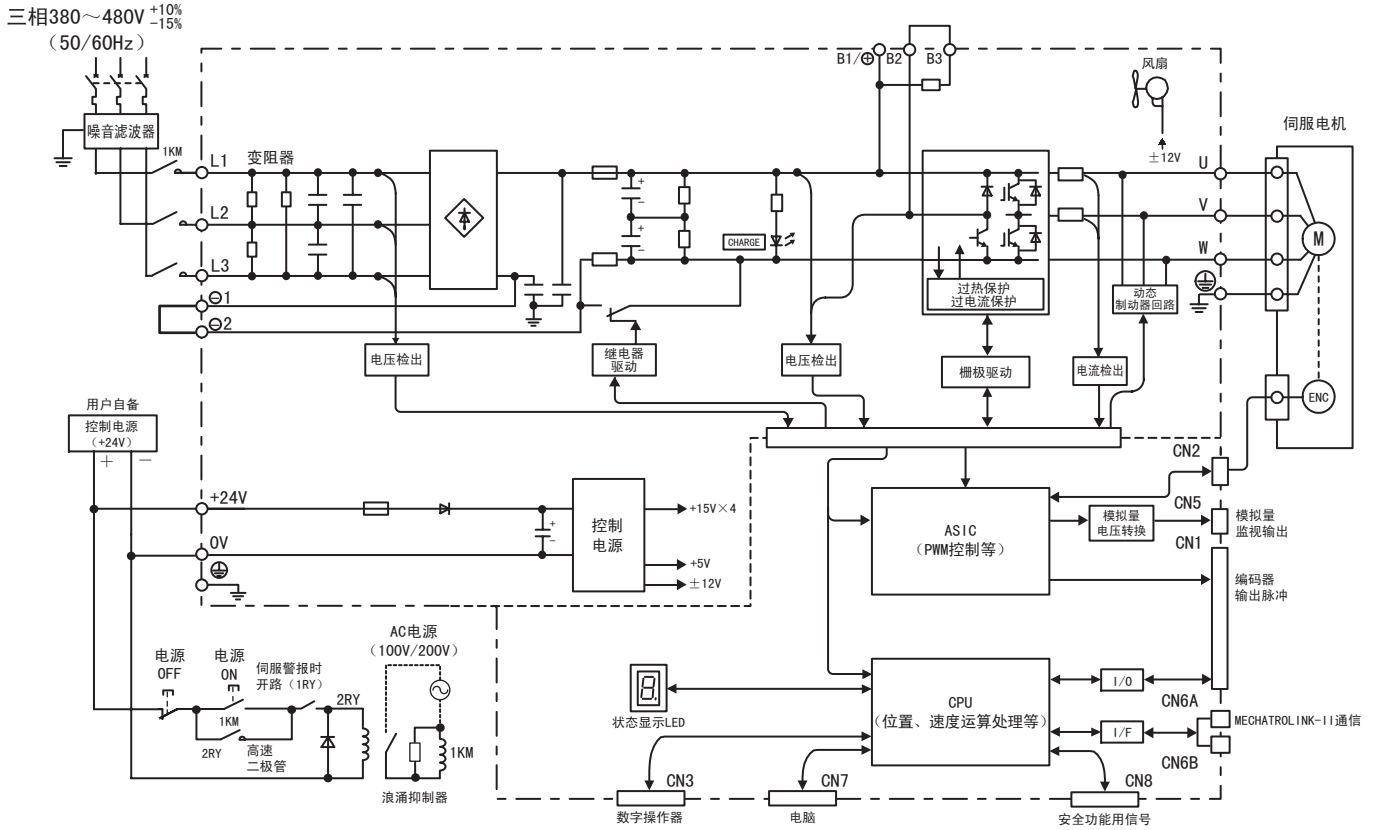 三相380～480V +10% -15%
（50/60Hz）
噪音滤波器
1KM
L1
L2
L3
⊖1
⊖2
变阻器
B1/⊕
B2
B3
风扇
±12V
伺服电机
U
V
W
M
ENC
CHARGE
过热保护
过电流保护
动态
制动器回路
电压检出
继电器
驱动
电压检出
栅极驱动
电流检出
用户自备
控制电源
（+24V）
＋
－
+24V
0V
控制
电源
+15V×4
+5V
±12V
ASIC
（PWM控制等）
模拟量
电压转换
CN2
CN5
模拟量
监视输出
CN1
编码器
输出脉冲
AC电源
（100V/200V）
电源
OFF
电源
ON
伺服警报时
开路（1RY）
2RY
1KM
2RY
高速
二极管
1KM
浪涌抑制器
8.
状态显示LED
CPU
（位置、速度运算处理等）
I/O
I/F
CN6A
MECHATROLINK-II通信
CN6B
CN3
数字操作器
CN7
电脑
CN8
安全功能用信号